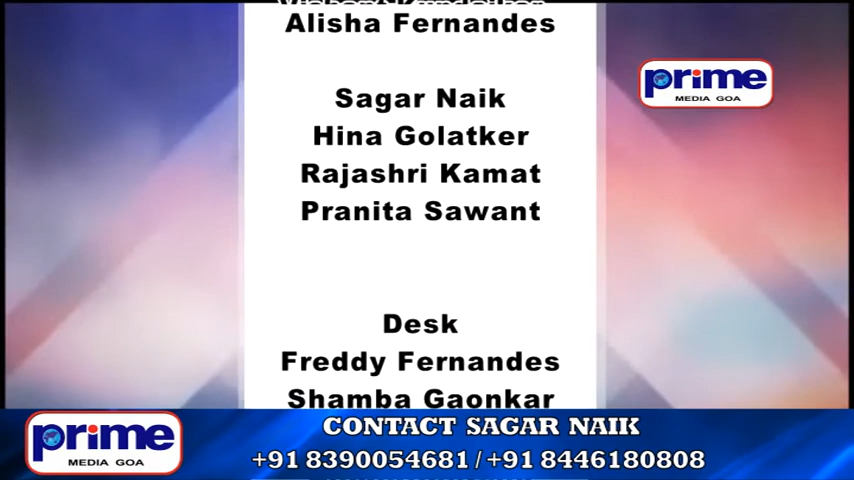 Alisha Fernandes
prime
MEDIA GOA
Sagar Naik
Hina Golatker
Rajashri Kamat
Pranita Sawant
Desk
Freddy Fernandes
Shamba Gaonkar
prime
MEDIA GOA
CONTACT SAGAR NAIK
+91 8390054681/+91 8446180808